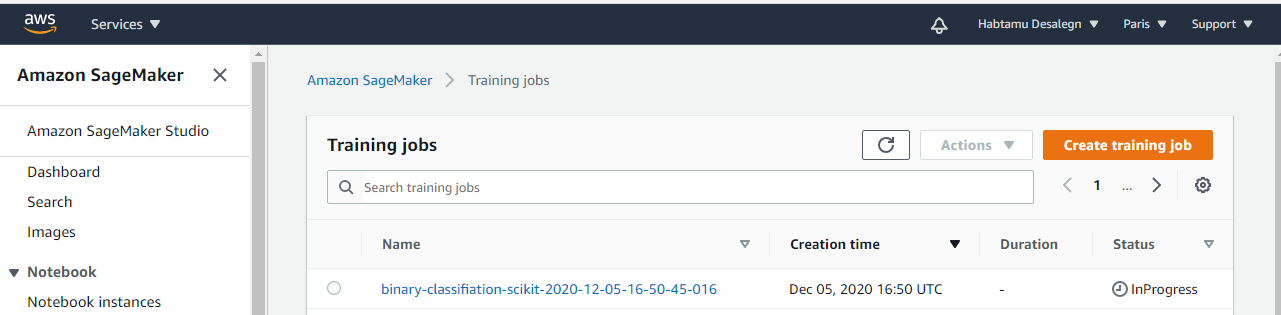 aws Services Habtamu Desalegn Paris Support
Amazon SageMaker
Amazon SageMaker Studio
Dashboard
Search
Images
Notebook
Notebook instances
Amazon SageMaker Training jobs
Training jobs Actions Create training job
Search training jobs 1 ...
Name Creation time Duration Status
binary-classifiation-scikit-2020-12-05-16-50-45-016 Dec 05, 2020 16:50 UTC - InProgress